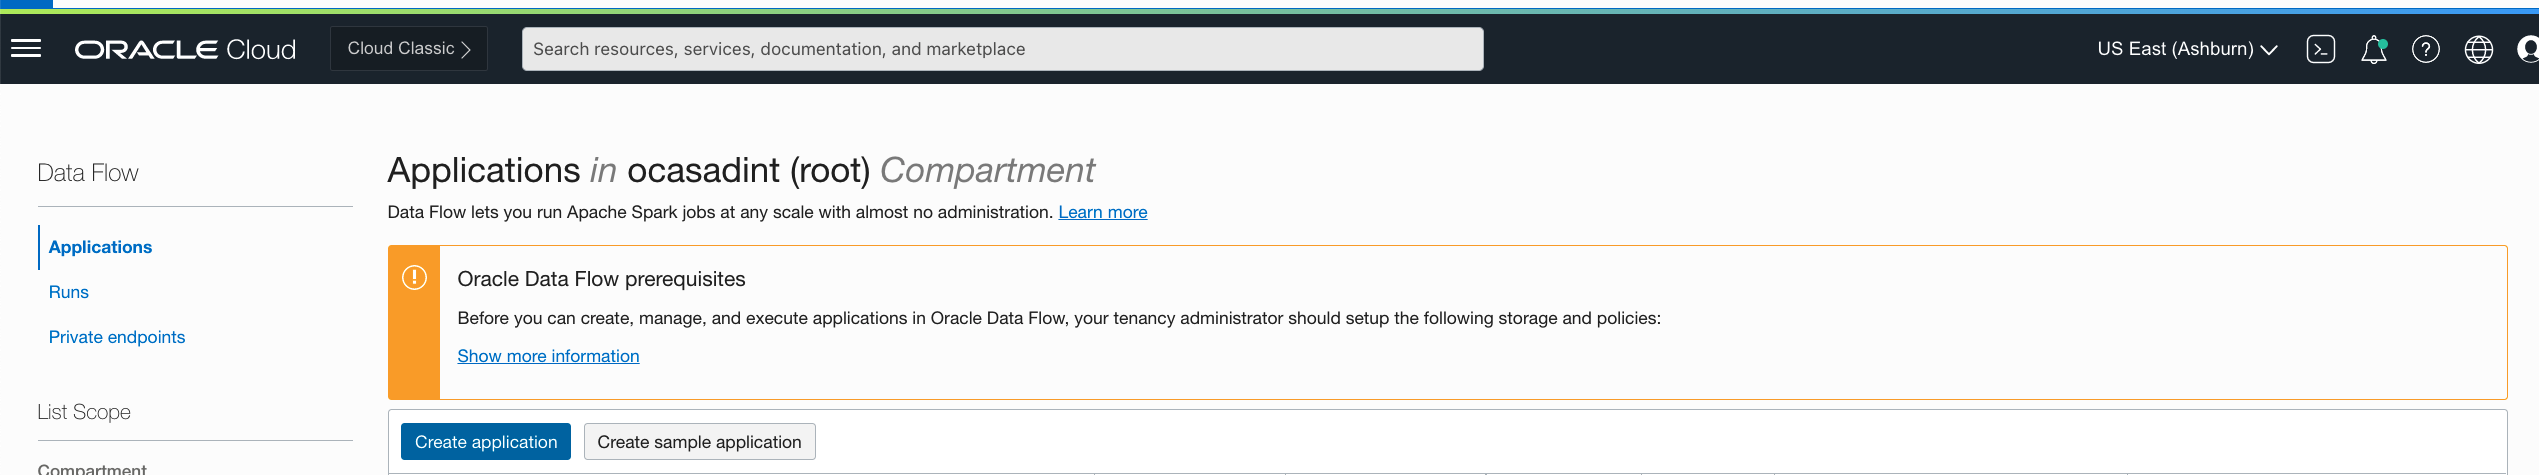 ORACLE Cloud
Cloud Classic
Search resources, services, documentation, and marketplace
US East (Ashburn)
Data Flow
Applications
Runs
Private endpoints
List Scope
Compartment
Applications in ocasadint (root) Compartment
Data Flow lets you run Apache Spark jobs at any scale with almost no administration. Learn more
Oracle Data Flow prerequisites
Before you can create, manage, and execute applications in Oracle Data Flow, your tenancy administrator should setup the following storage and policies:
Show more information
Create application
Create sample application